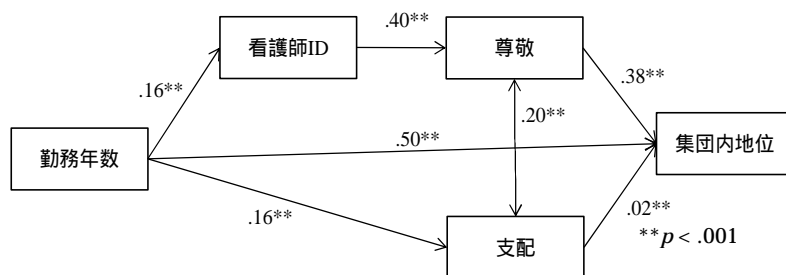 .40**
看護師ID
尊敬
.16**
.38**
.20**
.50**
勤務年数
集団内地位
.16**
.02**
支配
**p < .001